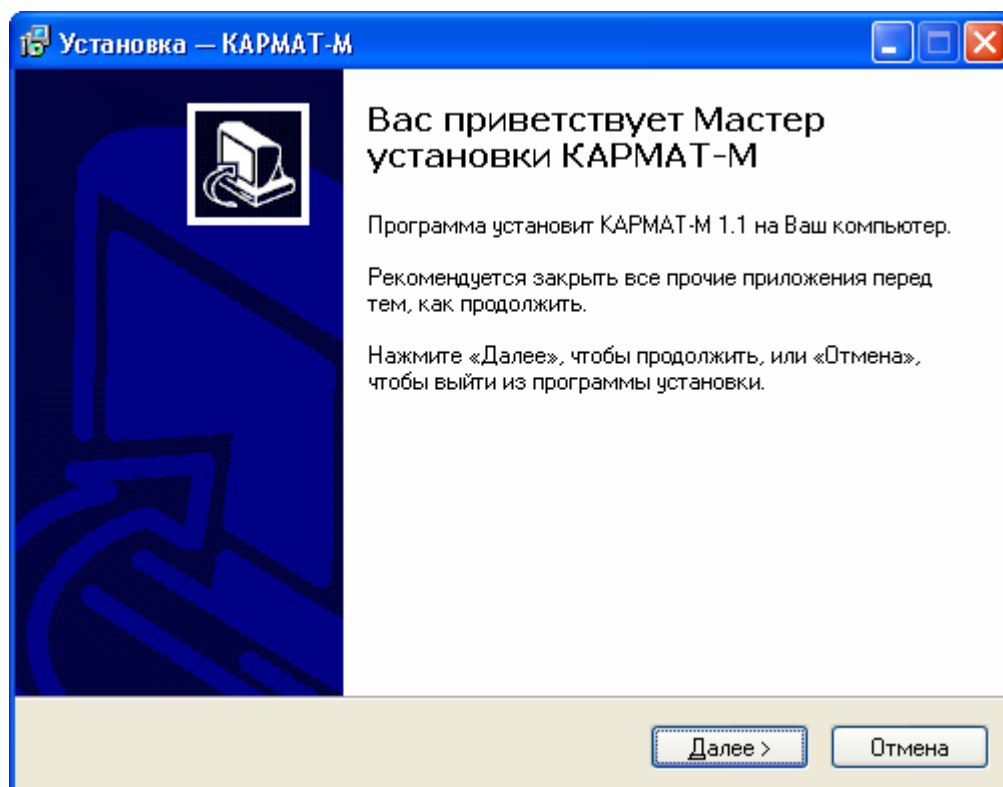 Установка — КАРМАТ-М
Вас приветствует Мастер
установки КАРМАТ-М
Программа установит КАРМАТ-М 1.1 на Ваш компьютер.
Рекомендуется закрыть все прочие приложения перед
тем, как продолжить.
Нажмите «Далее», чтобы продолжить, или «Отмена»,
чтобы выйти из программы установки.
Далее >
Отмена